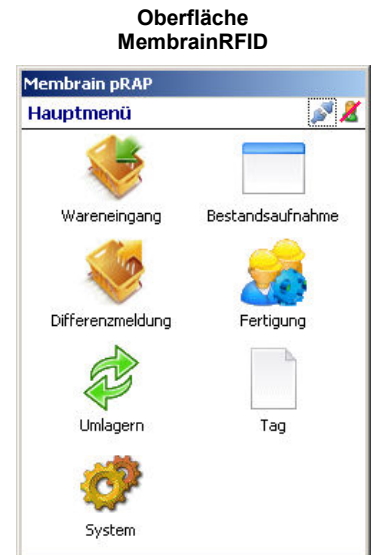 Oberfläche
MembrainRFID
Membrain pRAP
Hauptmenü
Wareneingang
Bestandsaufnahme
Differenzmeldung
Fertigung
Umlagern
Tag
System